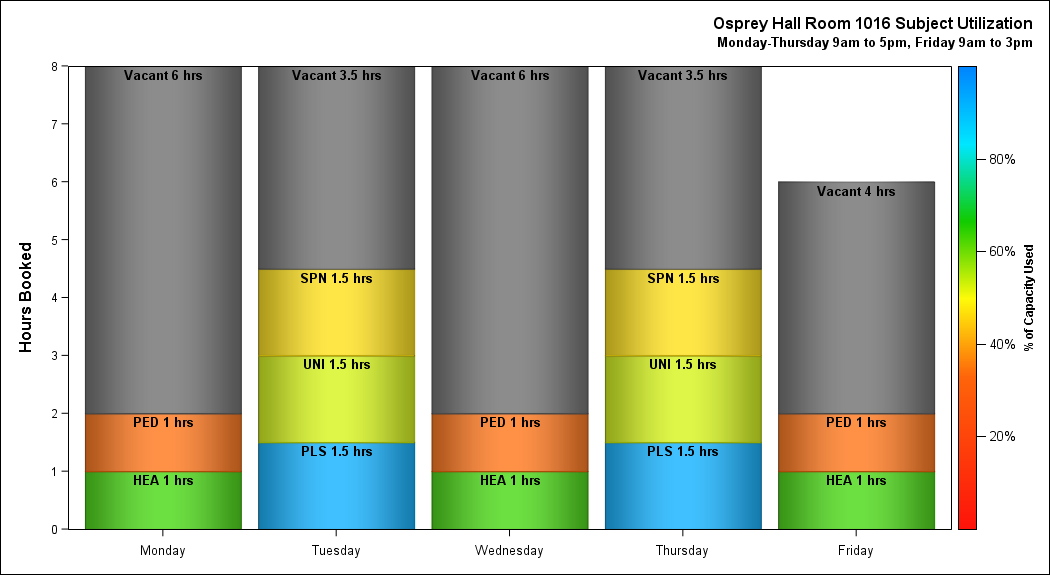 Osprey Hall Room 1016 Subject Utilization
Monday-Thursday 9am to 5pm, Friday 9am to 3pm
Hours Booked
8
7
6
5
4
3
2
1
0
Vacant 6 hrs
PED 1 hrs
HEA 1 hrs
Monday
Vacant 3.5 hrs
SPN 1.5 hrs
UNI 1.5 hrs
PLS 1.5 hrs
Tuesday
Vacant 6 hrs
PED 1 hrs
HEA 1 hrs
Wednesday
Vacant 3.5 hrs
SPN 1.5 hrs
UNI 1.5 hrs
PLS 1.5 hrs
Thursday
Vacant 4 hrs
PED 1 hrs
HEA 1 hrs
Friday
80%
60%
40%
20%
% of Capacity Used